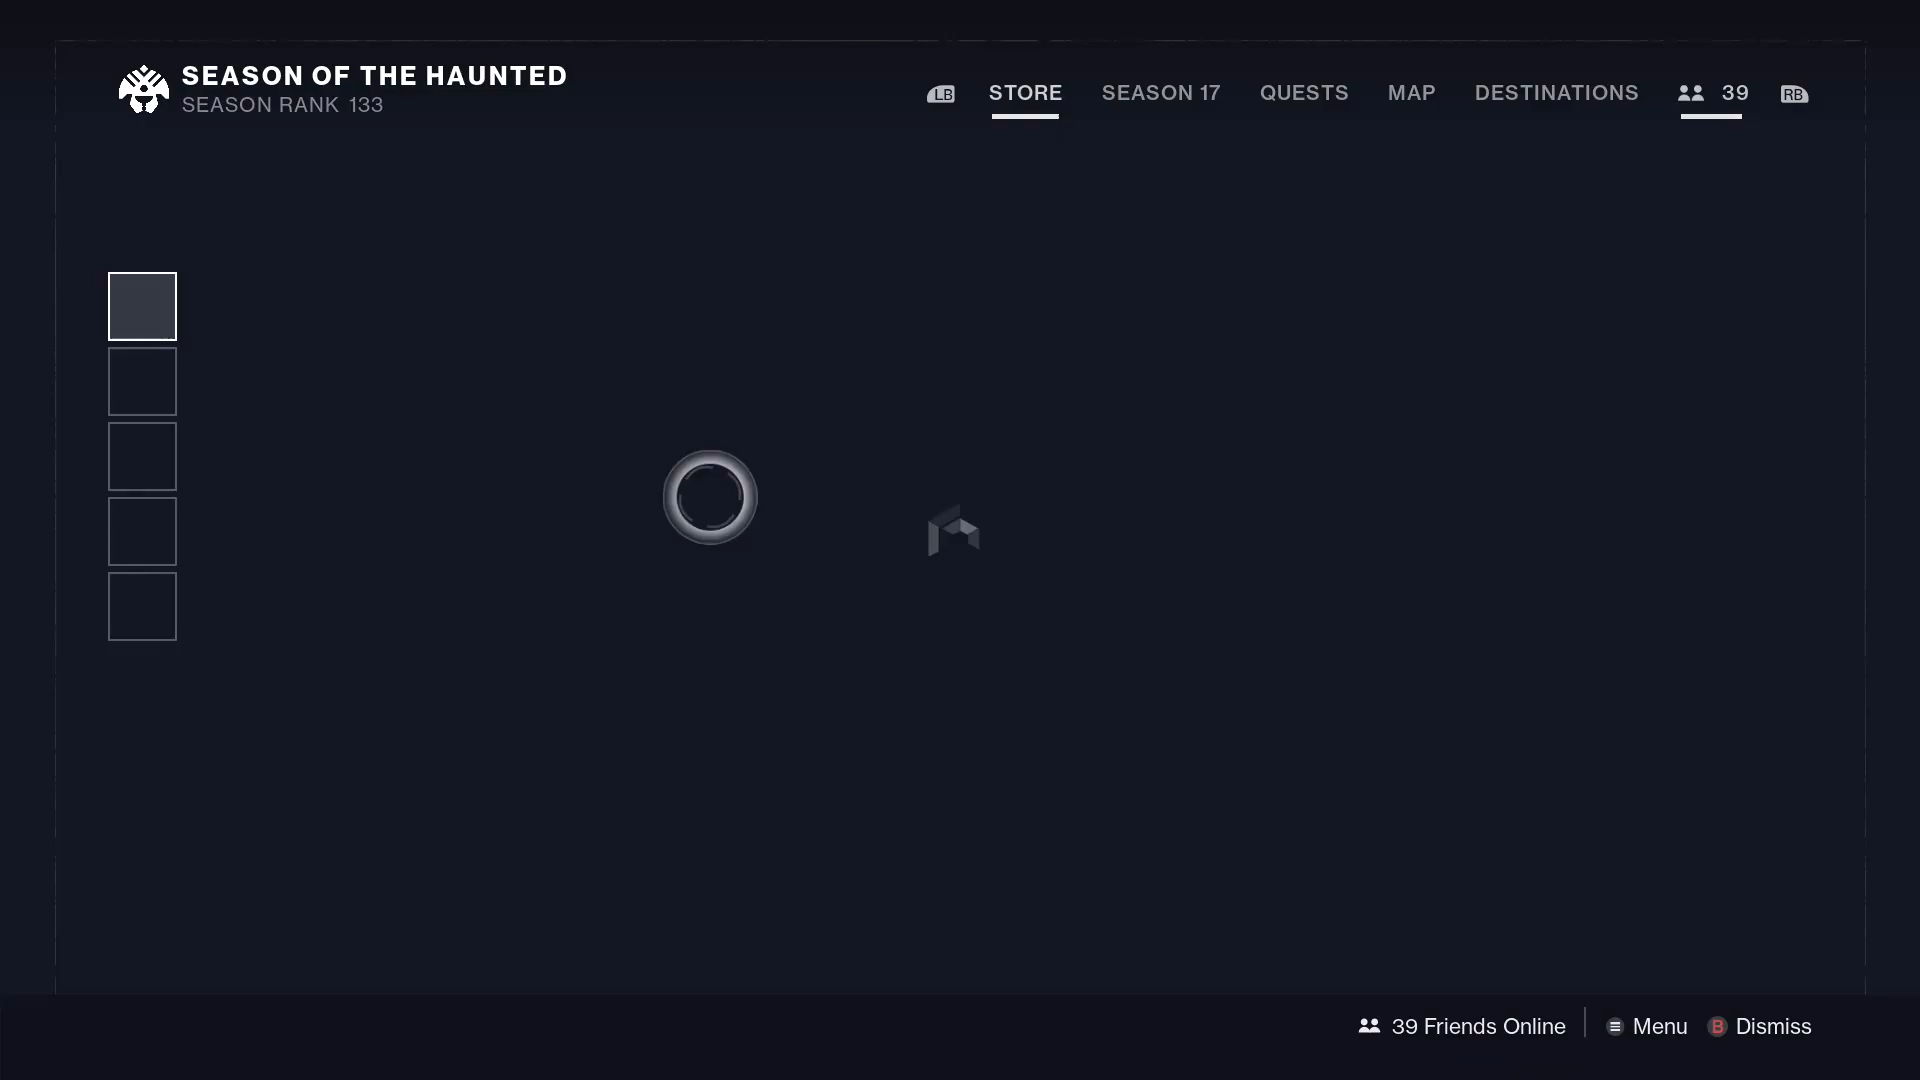 SEASON OF THE HAUNTED
SEASON RANK 133
LB STORE SEASON 17 QUESTS MAP DESTINATIONS 39 RB
39 Friends Online Menu B Dismiss